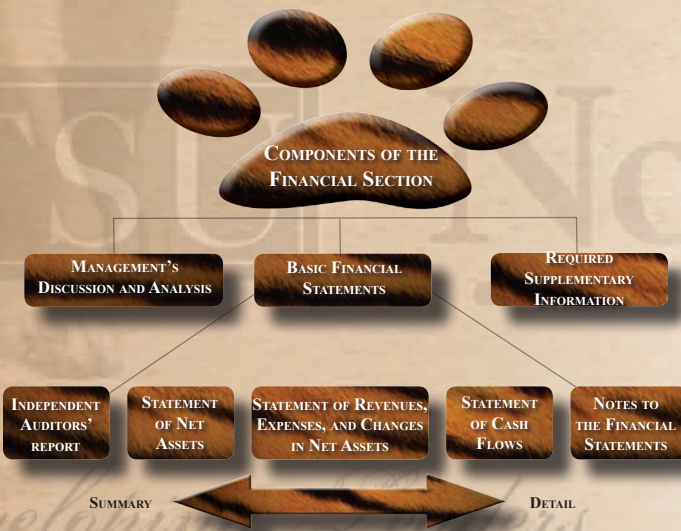 TSU
No
COMPONENTS OF THE
FINANCIAL SECTION
MANAGEMENT'S
DISCUSSION AND ANALYSIS
BASIC FINANCIAL
STATEMENTS
REQUIRED
SUPPLEMENTARY
INFORMATION
INDEPENDENT
AUDITORS'
REPORT
STATEMENT
OF NET
ASSETS
STATEMENT OF REVENUES,
EXPENSES, AND CHANGES
IN NET ASSETS
STATEMENT
OF CASH
FLOWS
NOTES TO
THE FINANCIAL
STATEMENTS
SUMMARY
DETAIL